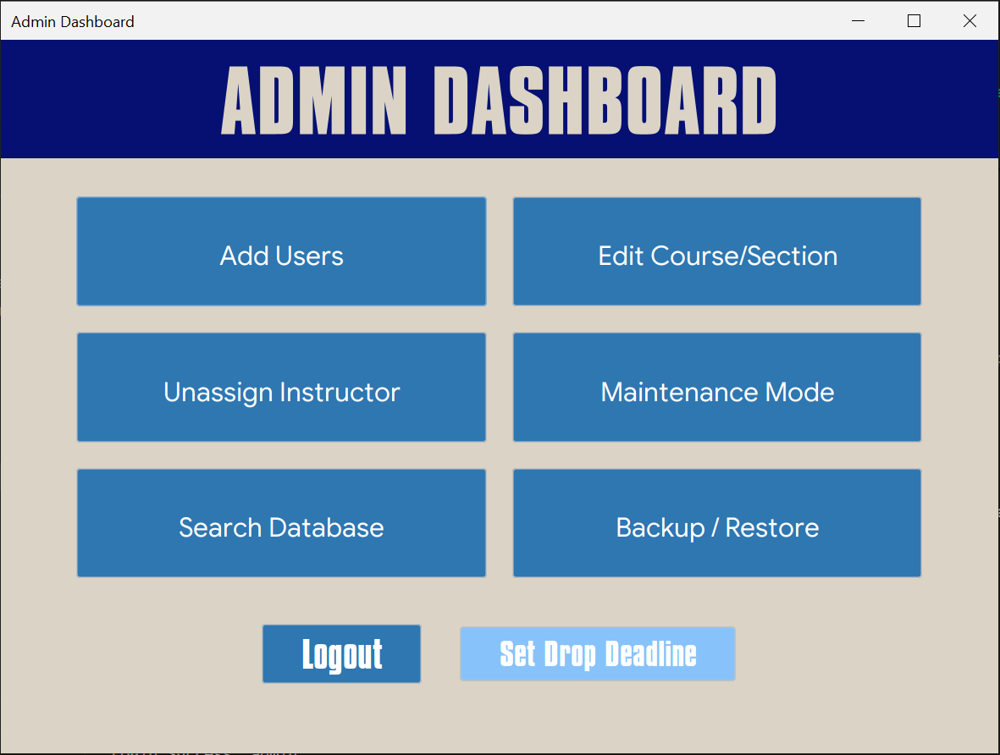 Admin Dashboard
ADMIN DASHBOARD
Add Users
Edit Course/Section
Unassign Instructor
Maintenance Mode
Search Database
Backup / Restore
Logout
Set Drop Deadline